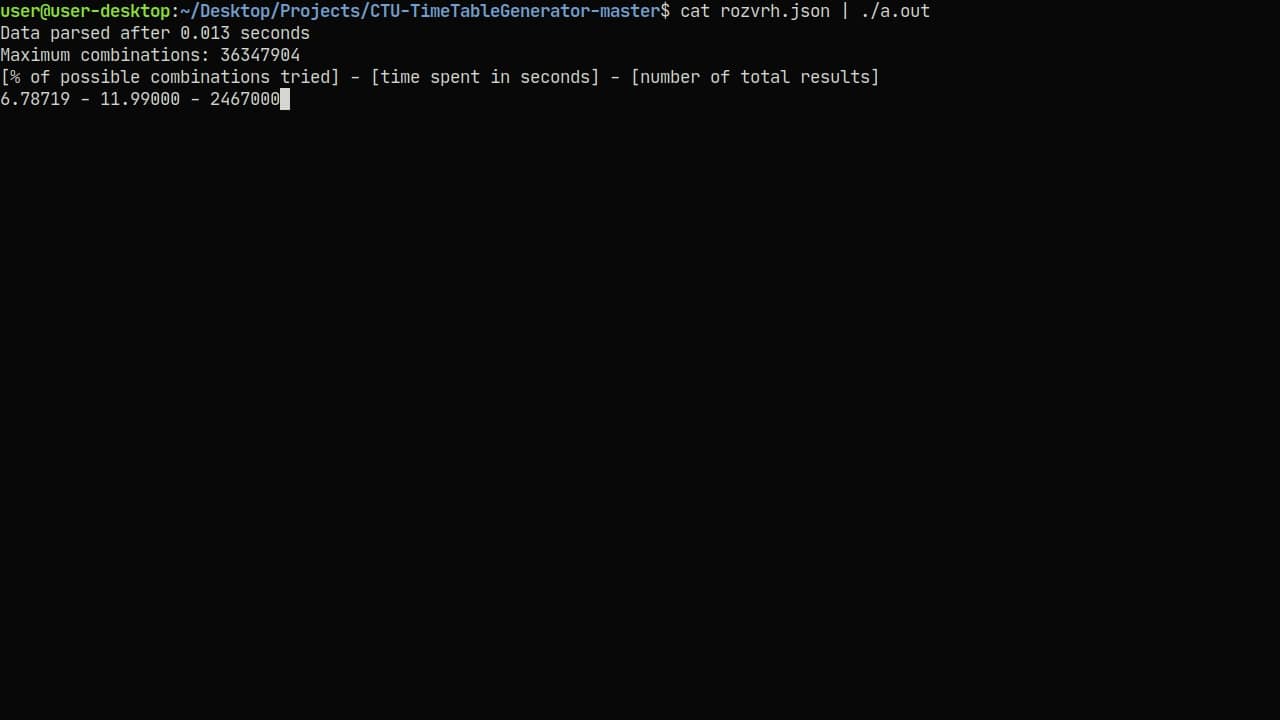 user@user-desktop:~/Desktop/Projects/CTU-TimeTableGenerator-master$ cat rozvrh.json | ./a.out
Data parsed after 0.013 seconds
Maximum combinations: 36347904
[% of possible combinations tried] - [time spent in seconds] - [number of total results]
6.78719 - 11.99000 - 2467000